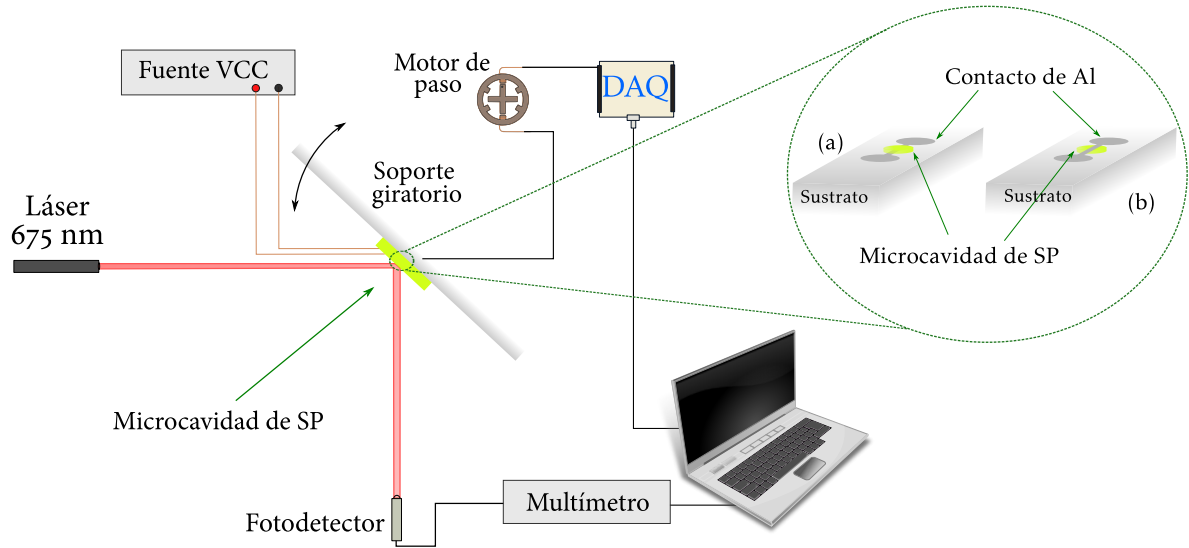 Fuente VCC
Motor de
paso
DAQ
Contacto de Al
(a)
Soporte
giratorio
Sustrato
Sustrato
(b)
Láser
675 nm
Microcavidad de SP
Microcavidad de SP
Multímetro
Fotodetector